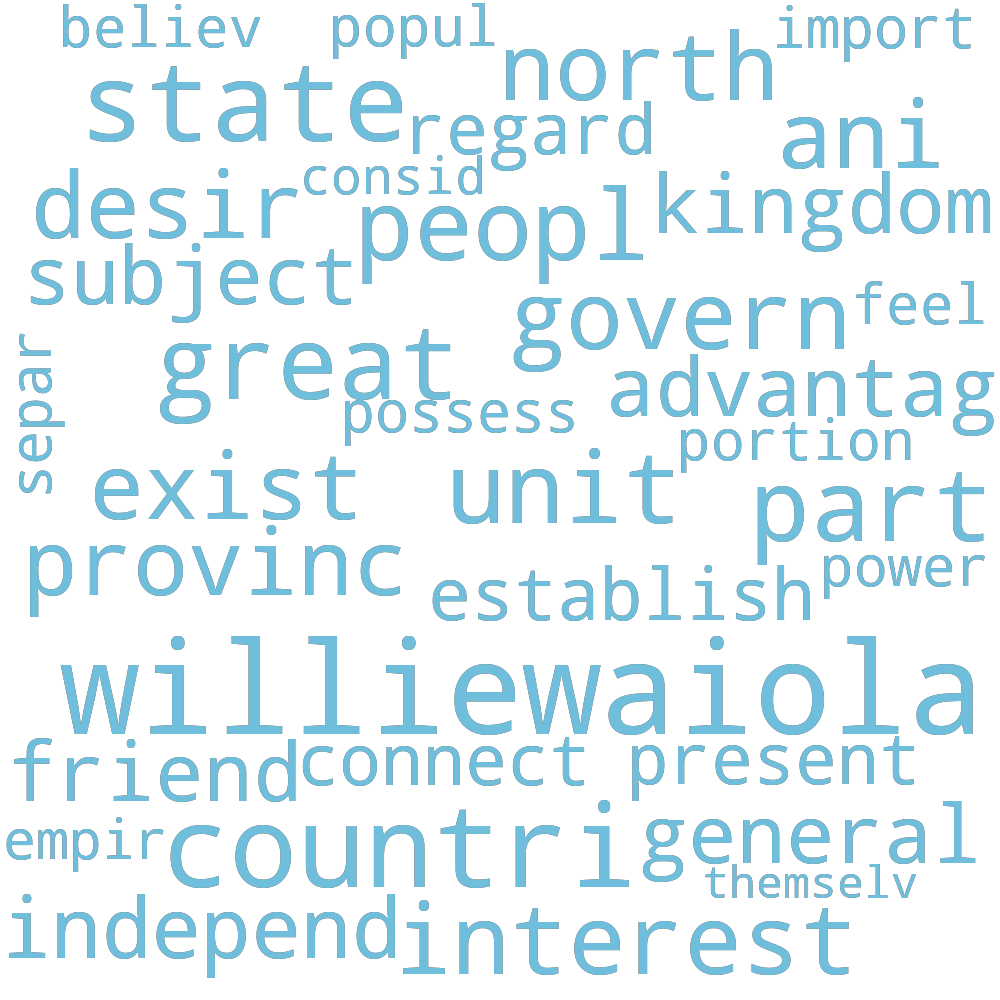 believ popul import
state north
regard ani
desir consid peopl kingdom
subject govern feel
separ great advantag
possess portion
exist unit part
provinc establish power
williewaiola
friend connect present
empir countri general
themselv
independ interest